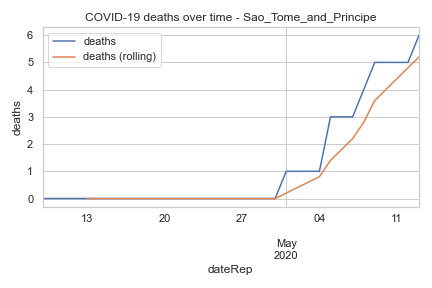 COVID-19 deaths over time - Sao_Tome_and_Principe
deaths
deaths (rolling)
6
5
4
3
2
1
0
deaths
13 20 27 04 11
May
2020
dateRep